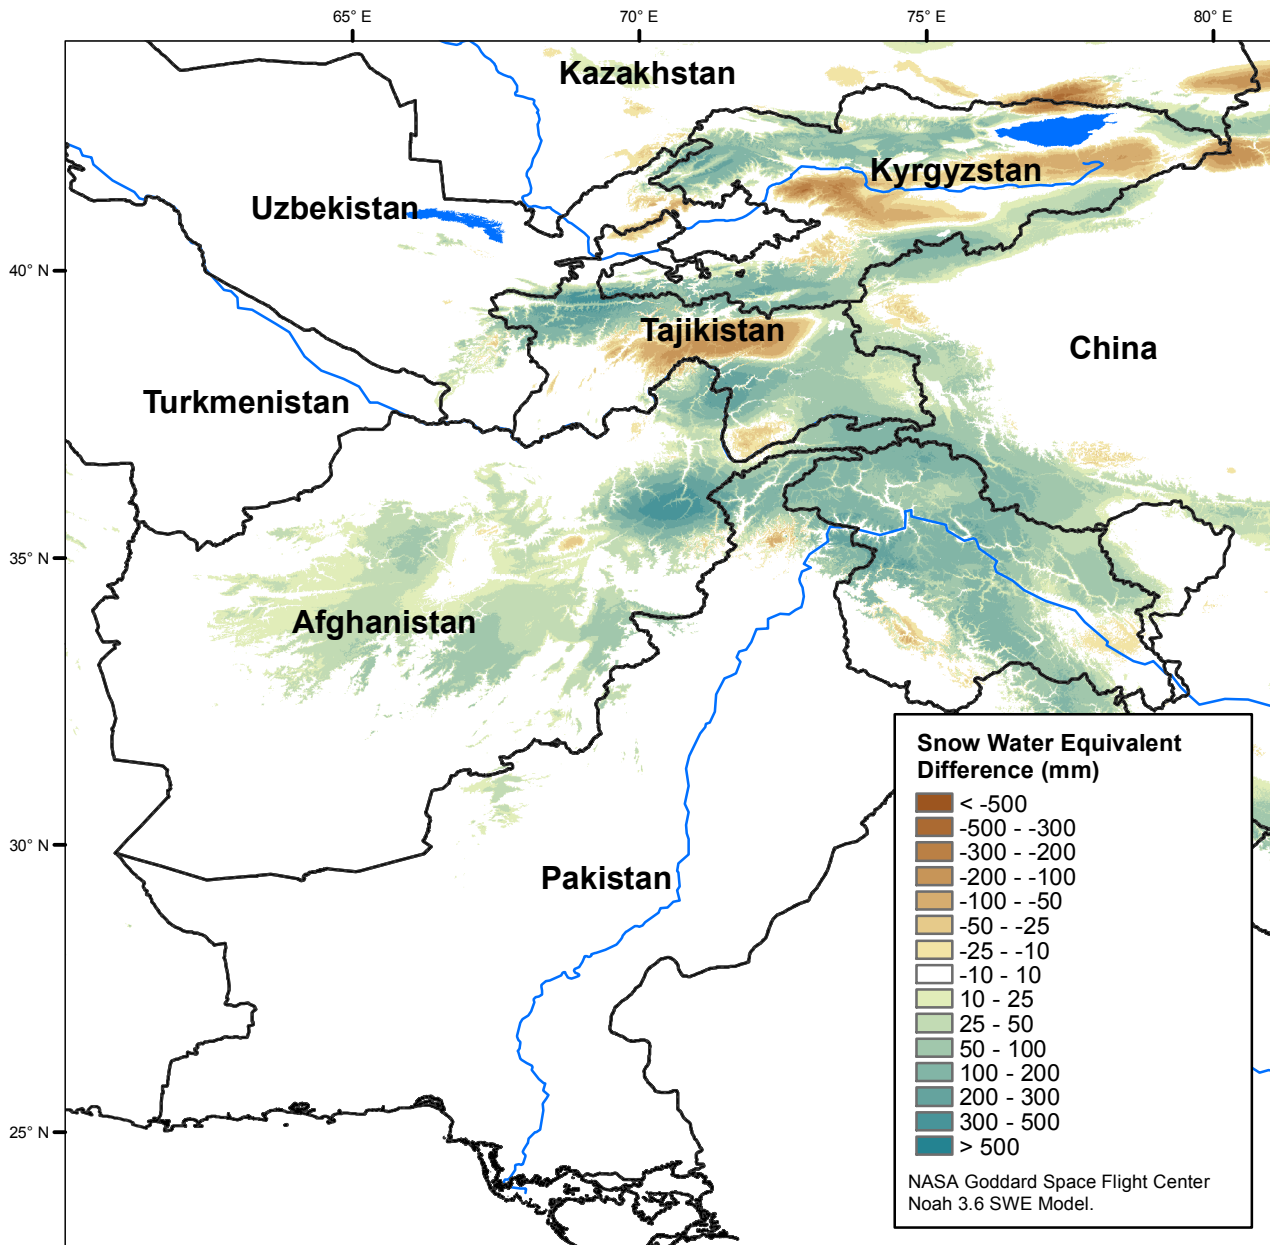 65° E
70° E
75° E
80° E
Kazakhstan
Kyrgyzstan
Uzbekistan
40° N
Tajikistan
China
Turkmenistan
35° N
Afghanistan
Snow Water Equivalent
Difference (mm)
< -500
-500 - -300
-300 - -200
-200 - -100
-100 - -50
-50 - -25
-25 - -10
-10 - 10
10 - 25
25 - 50
50 - 100
100 - 200
200 - 300
300 - 500
> 500
NASA Goddard Space Flight Center
Noah 3.6 SWE Model.
30° N
Pakistan
25° N